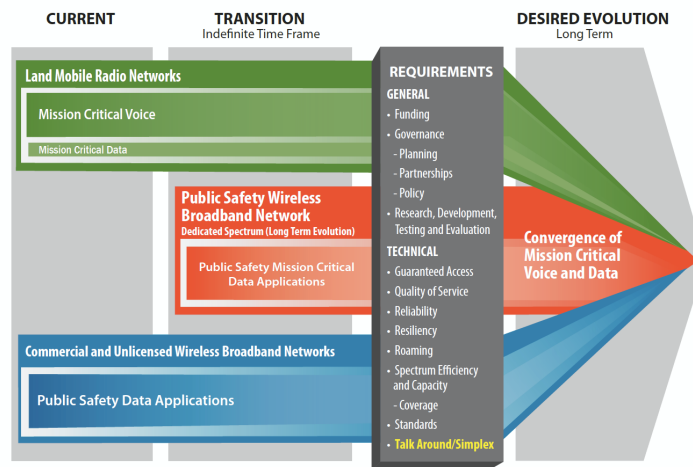 CURRENT
TRANSITION
Indefinite Time Frame
DESIRED EVOLUTION
Long Term
Land Mobile Radio Networks
Mission Critical Voice
Mission Critical Data
Public Safety Wireless
Broadband Network
Dedicated Spectrum (Long Term Evolution)
Public Safety Mission Critical
Data Applications
Commercial and Unlicensed Wireless Broadband Networks
Public Safety Data Applications
REQUIREMENTS
GENERAL
• Funding
• Governance
- Planning
- Partnerships
- Policy
• Research, Development,
Testing and Evaluation
TECHNICAL
• Guaranteed Access
• Quality of Service
• Reliability
• Resiliency
• Roaming
• Spectrum Efficiency
and Capacity
- Coverage
• Standards
• Talk Around/Simplex
Convergence of
Mission Critical
Voice and Data